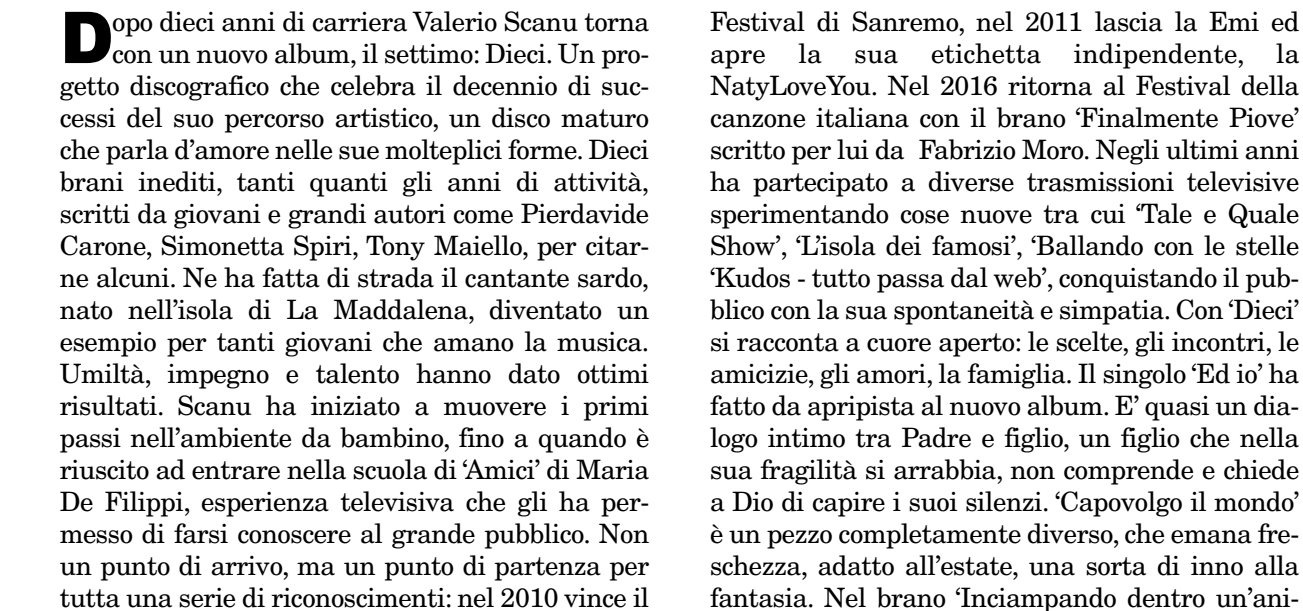 Dopo dieci anni di carriera Valerio Scanu torna
con un nuovo album, il settimo: Dieci. Un pro-
getto discografico che celebra il decennio di suc-
cessi del suo percorso artistico, un disco maturo
che parla d'amore nelle sue molteplici forme. Dieci
brani inediti, tanti quanti gli anni di attività,
scritti da giovani e grandi autori come Pierdavide
Carone, Simonetta Spiri, Tony Maiello, per citar-
ne alcuni. Ne ha fatta di strada il cantante sardo,
nato nell'isola di La Maddalena, diventato un
esempio per tanti giovani che amano la musica.
Umiltà, impegno e talento hanno dato ottimi
risultati. Scanu ha iniziato a muovere i primi
passi nell'ambiente da bambino, fino a quando è
riuscito ad entrare nella scuola di 'Amici' di Maria
De Filippi, esperienza televisiva che gli ha per-
messo di farsi conoscere al grande pubblico. Non
un punto di arrivo, ma un punto di partenza per
tutta una serie di riconoscimenti: nel 2010 vince il
Festival di Sanremo, nel 2011 lascia la Emi ed
apre la sua etichetta indipendente, la
NatyLoveYou. Nel 2016 ritorna al Festival della
canzone italiana con il brano 'Finalmente Piove'
scritto per lui da Fabrizio Moro. Negli ultimi anni
ha partecipato a diverse trasmissioni televisive
sperimentando cose nuove tra cui 'Tale e Quale
Show', 'L'isola dei famosi', 'Ballando con le stelle
'Kudos - tutto passa dal web', conquistando il pub-
blico con la sua spontaneità e simpatia. Con 'Dieci'
si racconta a cuore aperto: le scelte, gli incontri, le
amicizie, gli amori, la famiglia. Il singolo 'Ed io' ha
fatto da apripista al nuovo album. E' quasi un dia-
logo intimo tra Padre e figlio, un figlio che nella
sua fragilità si arrabbia, non comprende e chiede
a Dio di capire i suoi silenzi. 'Capovolgo il mondo'
è un pezzo completamente diverso, che emana fre-
schezza, adatto all'estate, una sorta di inno alla
fantasia. Nel brano 'Inciampando dentro un'ani-